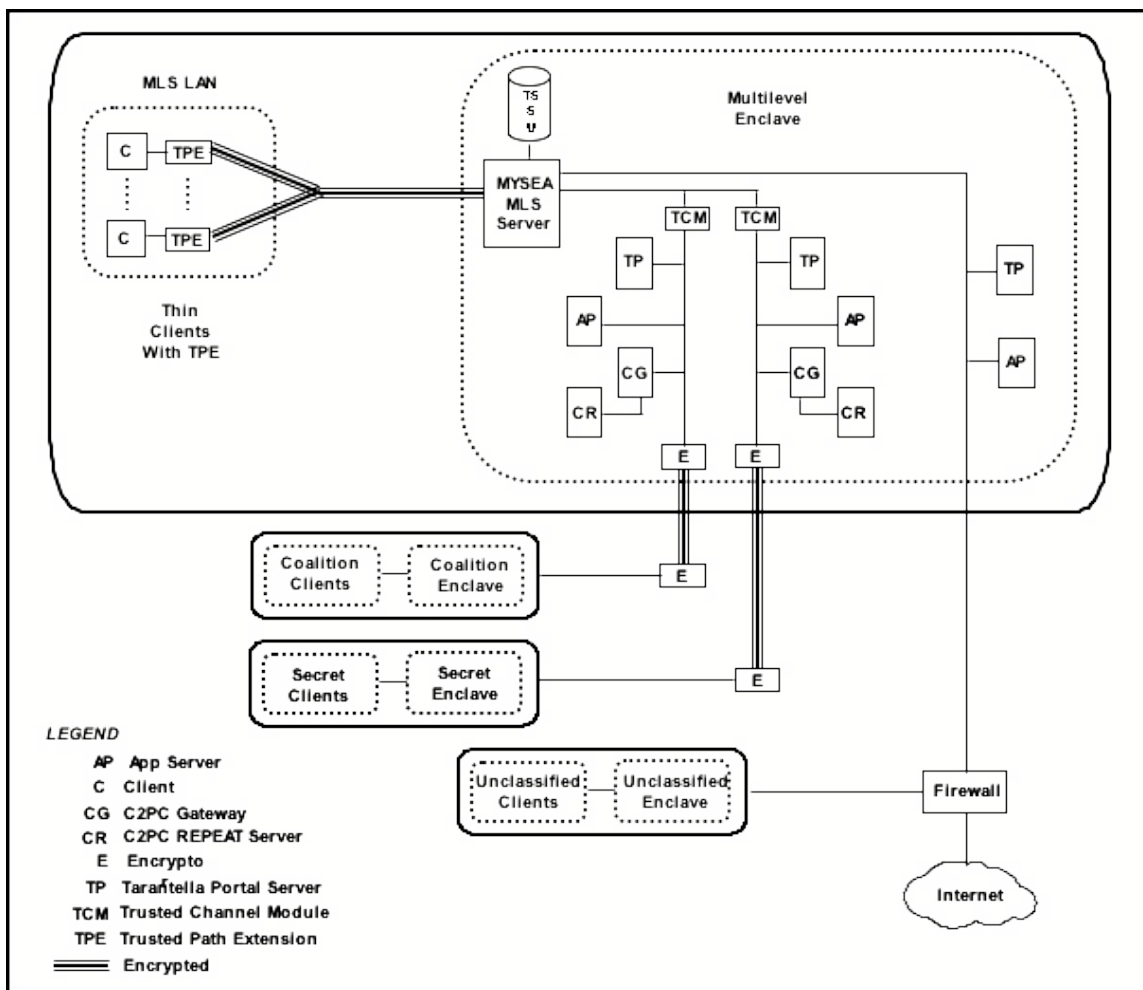 MLS LAN
C
TPE
C
TPE
Thin
Clients
With TPE
TS
S
U
MYSEA
MLS
Server
Multilevel
Enclave
TCM
TCM
TP
TP
TP
AP
AP
AP
CG
CG
CR
CR
E
E
Coalition
Clients
Coalition
Enclave
E
Secret
Clients
Secret
Enclave
E
Unclassified
Clients
Unclassified
Enclave
Firewall
Internet
LEGEND
AP App Server
C Client
CG C2PC Gateway
CR C2PC REPEAT Server
E Encrypto
r
TP Tarantella Portal Server
TCM Trusted Channel Module
TPE Trusted Path Extension
Encrypted